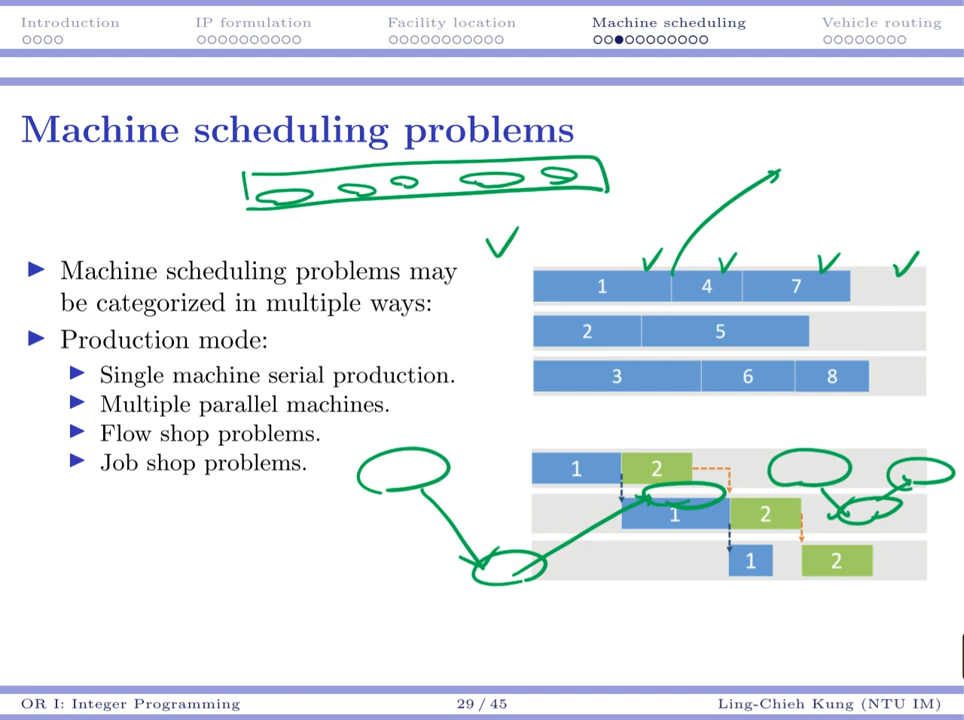 Introduction IP formulation Facility location Machine scheduling Vehicle routing
Machine scheduling problems
Machine scheduling problems may
be categorized in multiple ways:
Production mode:
Single machine serial production.
Multiple parallel machines.
Flow shop problems.
Job shop problems.
1 4 7
2 5
3 6 8
1 2
1 2
1 2
OR I: Integer Programming 29 / 45 Ling-Chieh Kung (NTU IM)